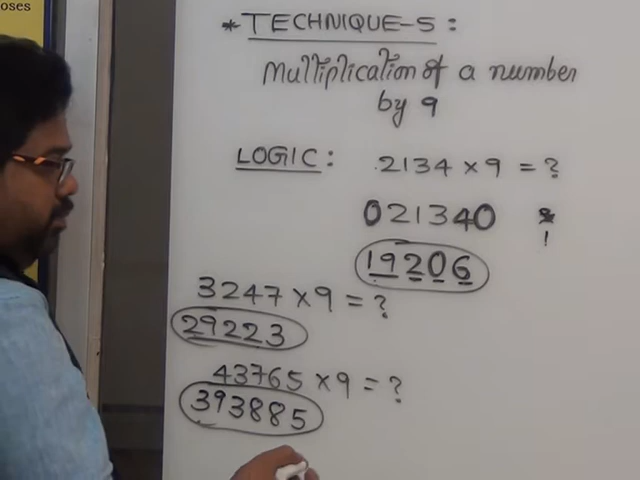 oses
* TECHNIQUE-5 :
Multiplication of a number
by 9
LOGIC : 2134 × 9 = ?
021340
19206
3247 × 9 = ?
29223
43765 × 9 = ?
393885